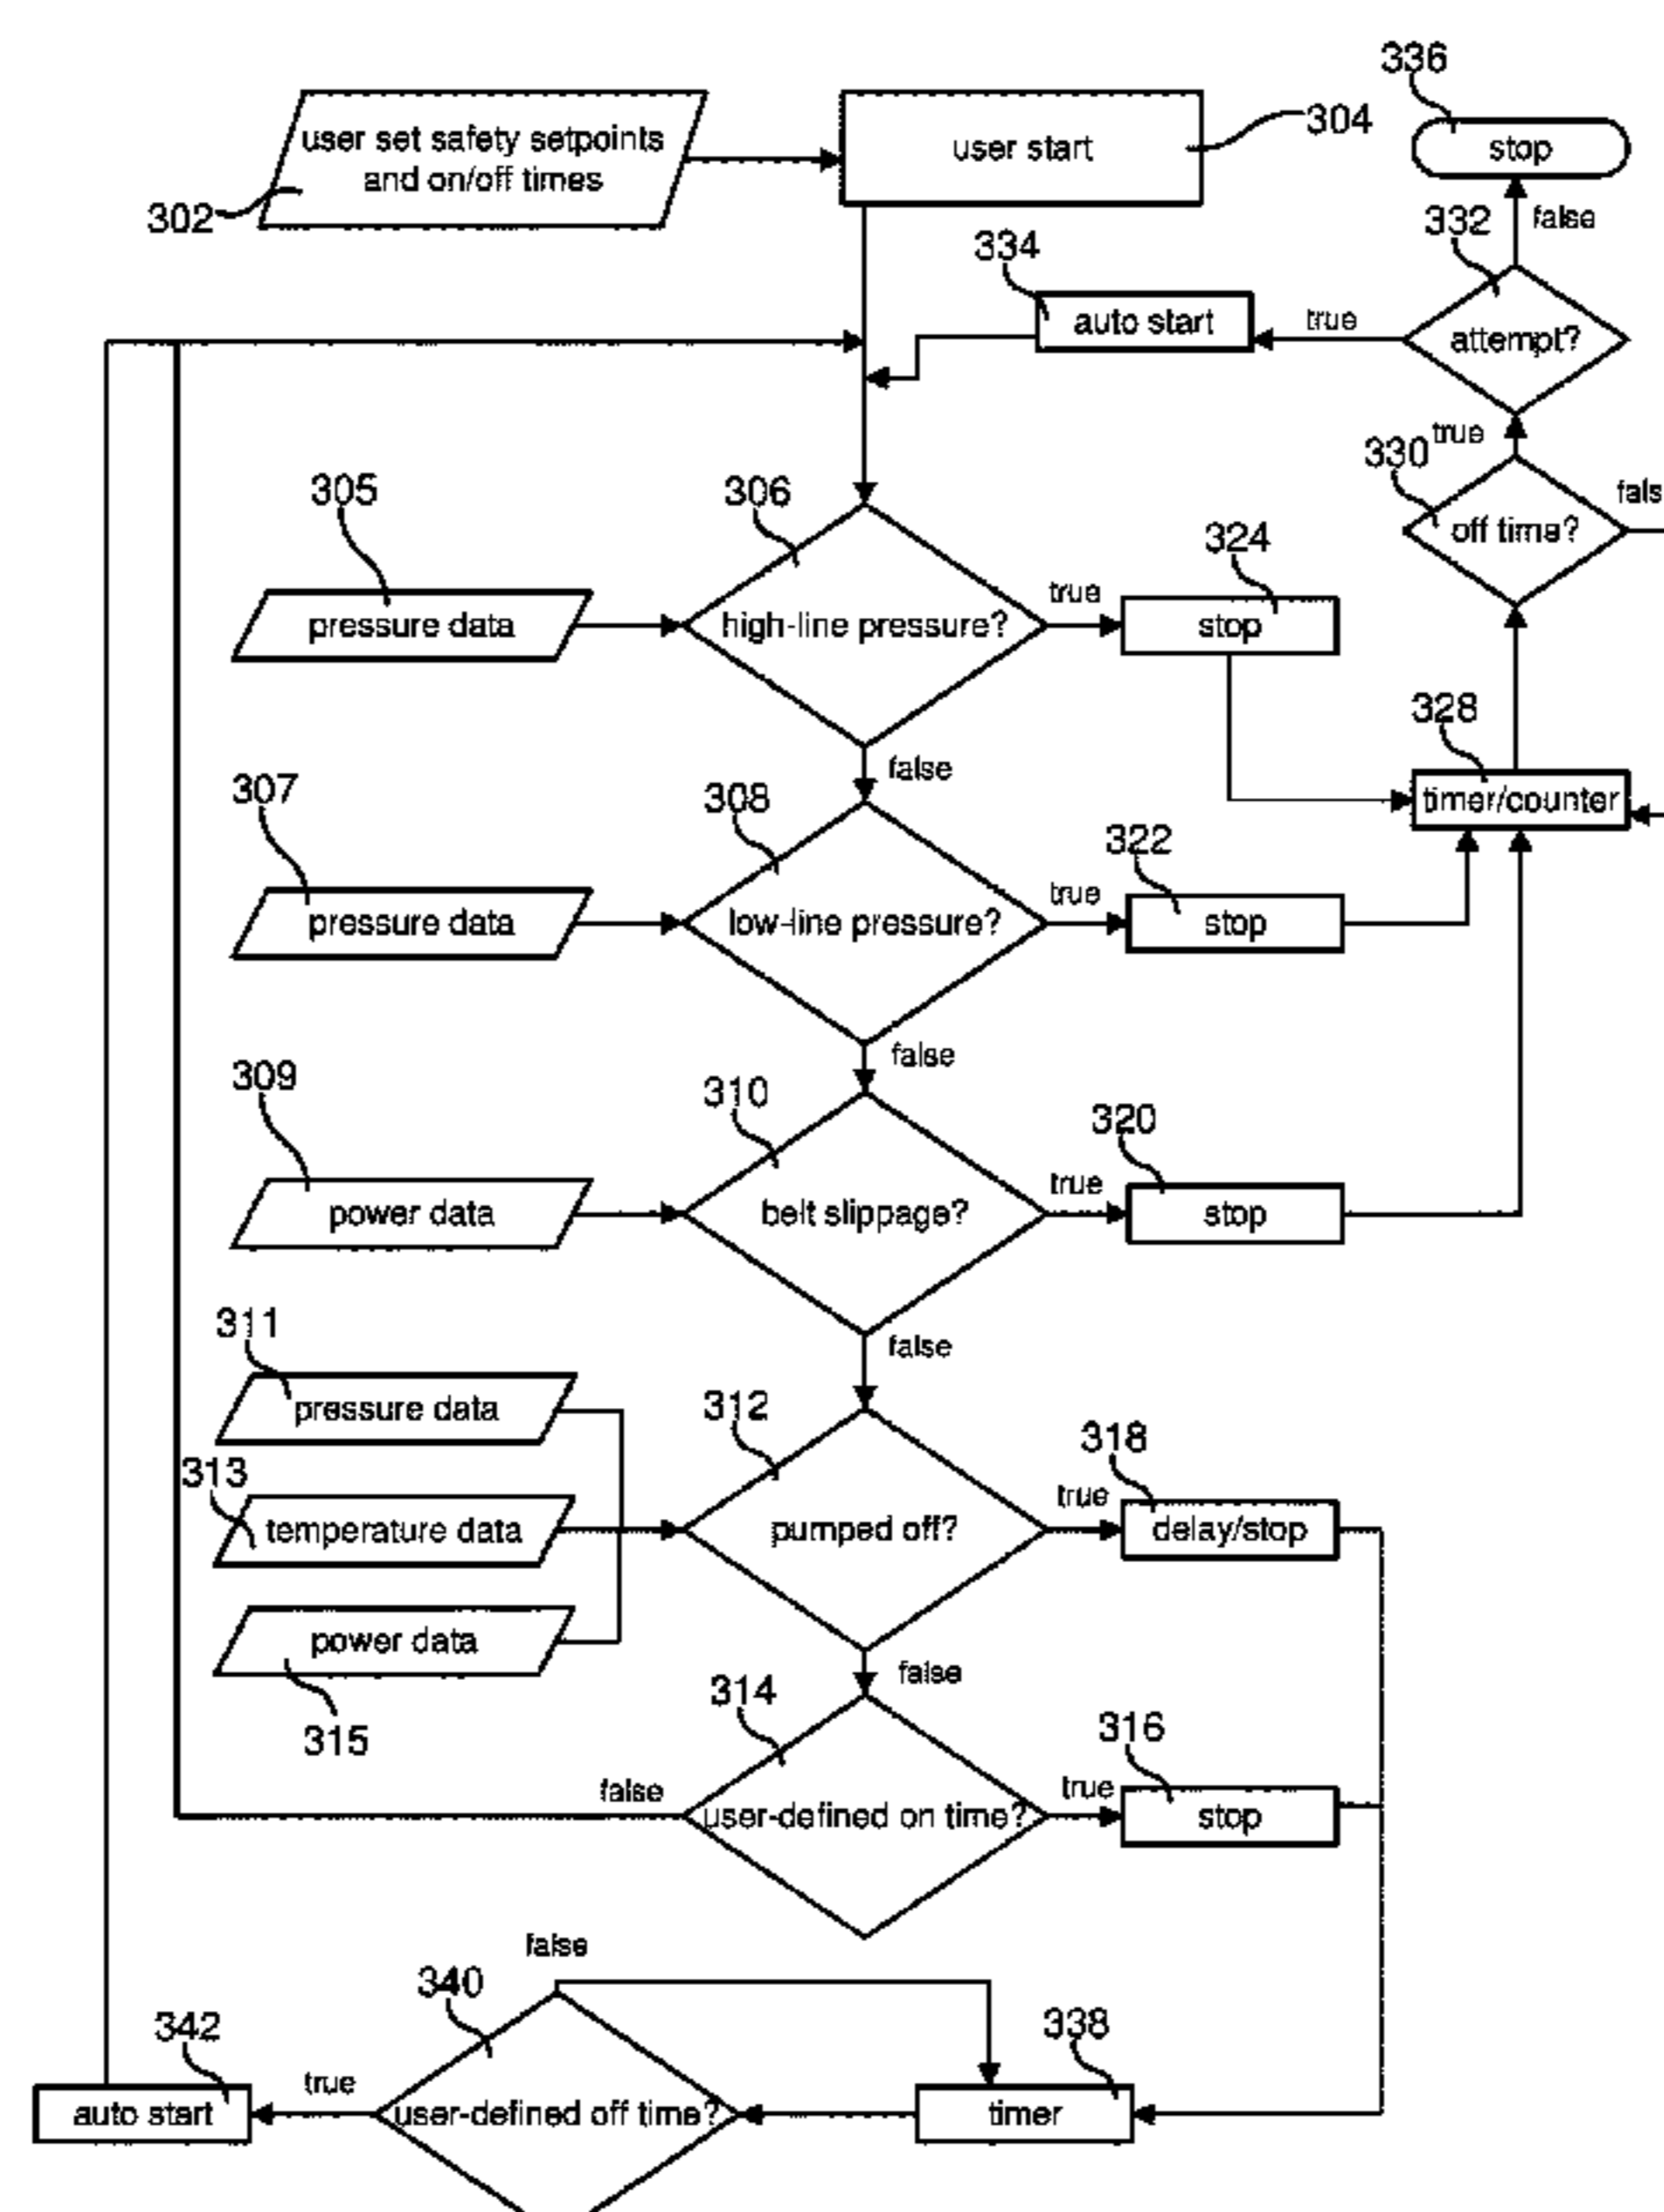 336
user set safety setpoints
and on/off times
user start
304
stop
302
332
false
334
auto start
true
attempt?
330
true
305
306
324
fals
off time?
pressure data
high-line pressure?
true
stop
328
false
307
308
322
timer/counter
pressure data
low-line pressure?
true
stop
false
309
310
320
power data
belt slippage?
true
stop
311
false
pressure data
312
318
313
true
temperature data
pumped off?
delay/stop
power data
false
314
315
316
false
true
user-defined on time?
stop
false
340
342
338
true
auto start
user-defined off time?
timer